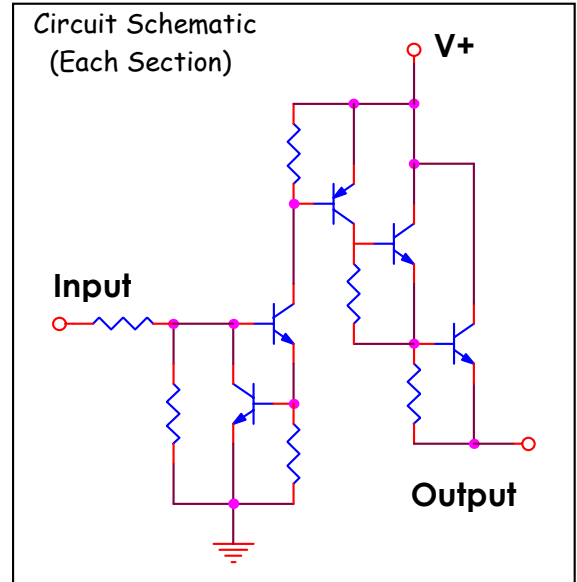 Circuit Schematic
(Each Section)
V+
Input
Output